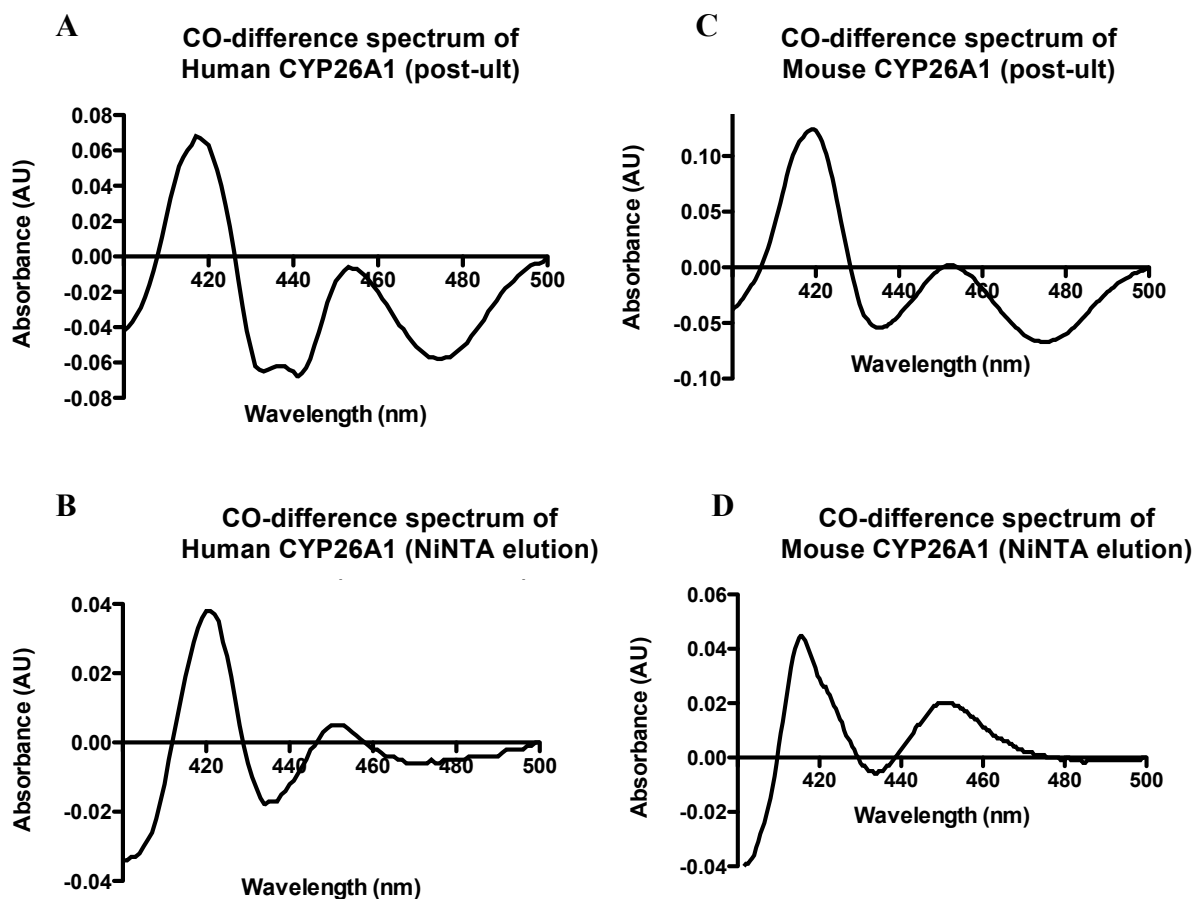 A
CO-difference spectrum of
Human CYP26A1 (post-ult)
Absorbance (AU)
0.08
0.06
0.04
0.02
0.00
-0.02
-0.04
-0.06
-0.08
420 440 460 480 500
Wavelength (nm)
C
CO-difference spectrum of
Mouse CYP26A1 (post-ult)
Absorbance (AU)
0.10
0.05
0.00
-0.05
-0.10
420 440 460 480 500
Wavelength (nm)
B
CO-difference spectrum of
Human CYP26A1 (NiNTA elution)
Absorbance (AU)
0.04
0.02
0.00
-0.02
-0.04
420 440 460 480 500
Wavelength (nm)
D
CO-difference spectrum of
Mouse CYP26A1 (NiNTA elution)
Absorbance (AU)
0.06
0.04
0.02
0.00
-0.02
-0.04
420 440 460 480 500
Wavelength (nm)